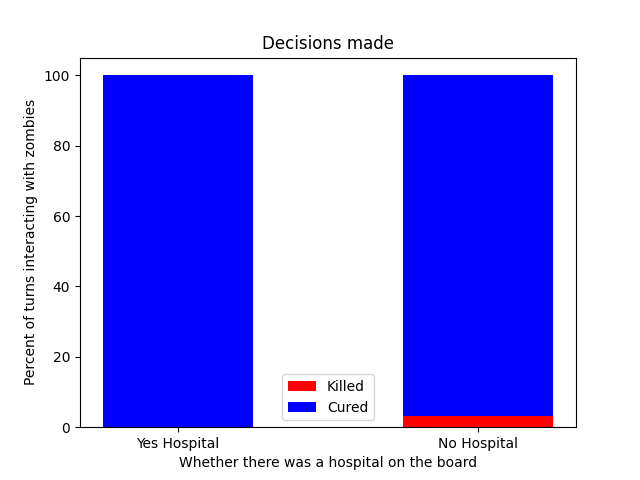 Decisions made
Percent of turns interacting with zombies
100
80
60
40
20
0
Killed
Cured
Yes Hospital
No Hospital
Whether there was a hospital on the board